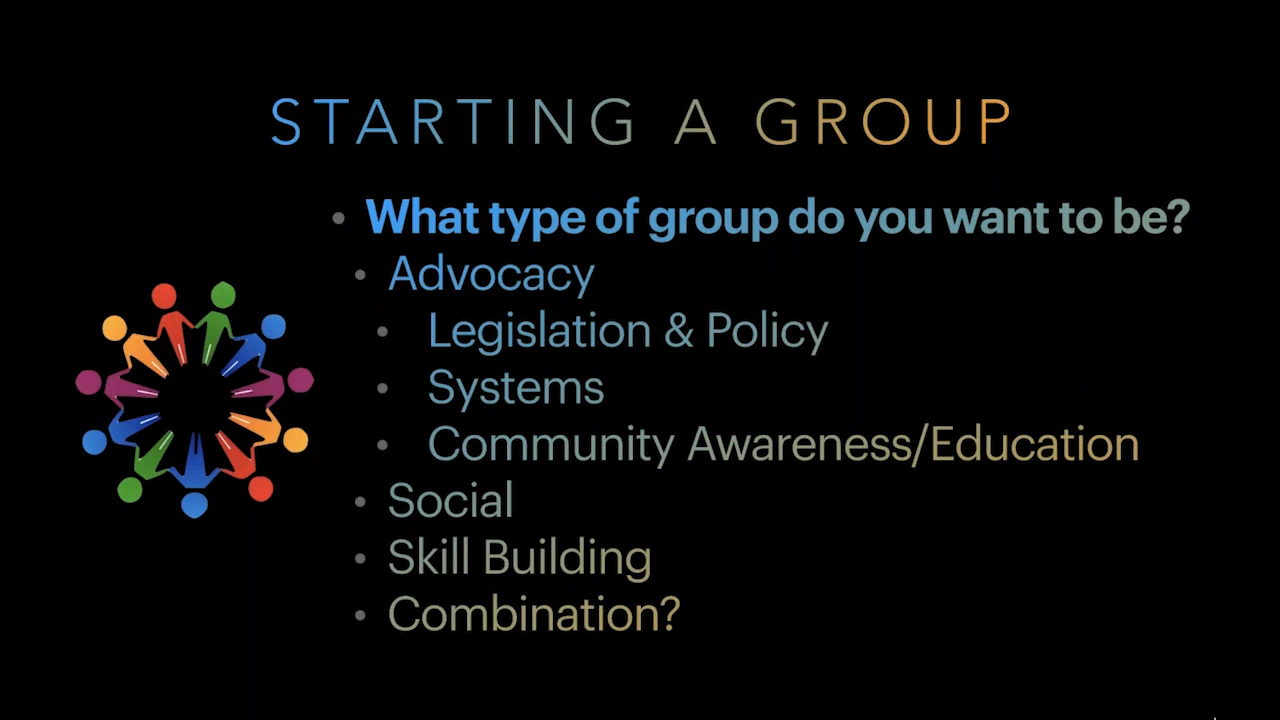 STARTING A GROUP
• What type of group do you want to be?
• Advocacy
• Legislation & Policy
• Systems
• Community Awareness/Education
• Social
• Skill Building
• Combination?